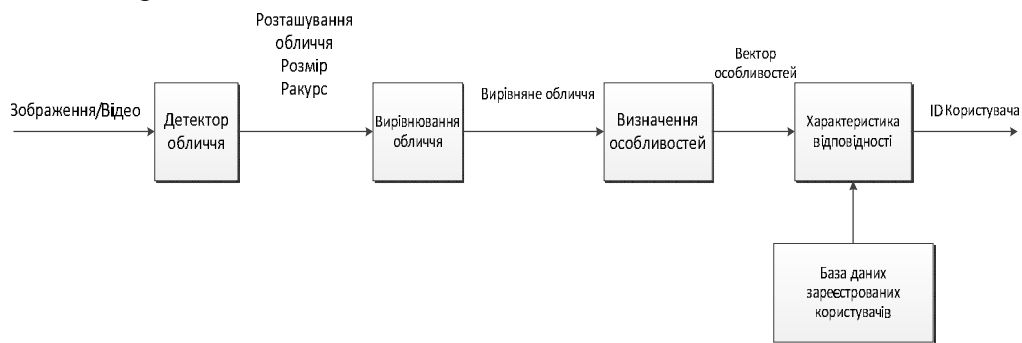 Розташування
обличчя
Розмір
Ракурс
Вектор
особливостей
Зображення/Відео
Детектор
обличчя
Вирівнювання
обличчя
Вирівняне обличчя
Визначення
особливостей
Характеристика
відповідності
ID Користувача
База даних
зареєстрованих
користувачів